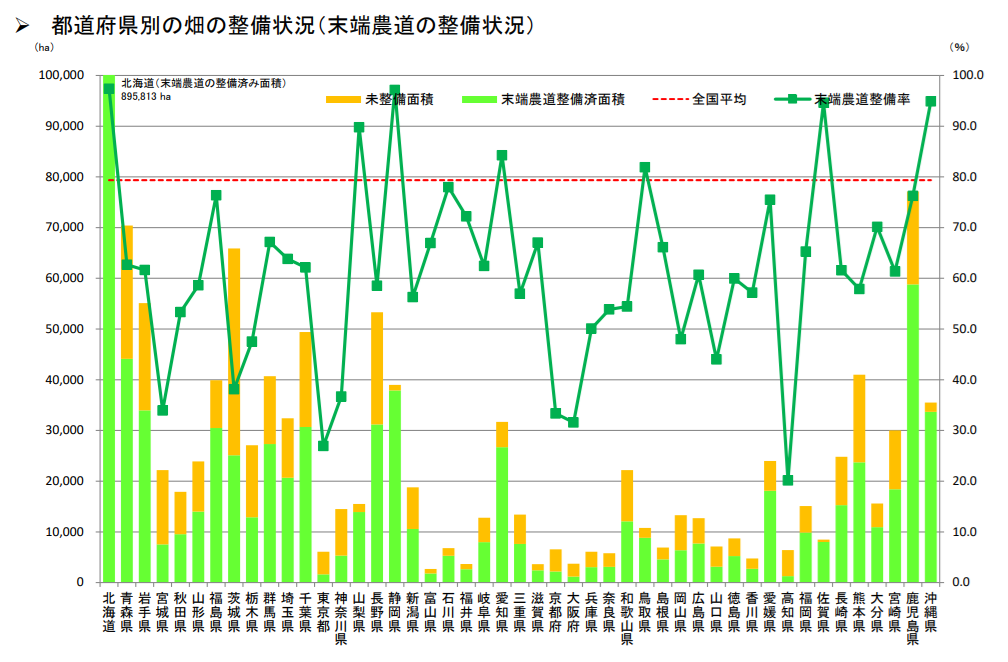 ➢ 都道府県別の畑の整備状況（末端農道の整備状況）
（ha）
（%）
北海道（末端農道の整備済み面積）
895,813 ha
未整備面積 末端農道整備済面積 全国平均 末端農道整備率
100,000
90,000
80,000
70,000
60,000
50,000
40,000
30,000
20,000
10,000
0
100.0
90.0
80.0
70.0
60.0
50.0
40.0
30.0
20.0
10.0
0.0
北海道
青森県
岩手県
宮城県
秋田県
山形県
福島県
茨城県
栃木県
群馬県
埼玉県
千葉県
東京都
神奈川県
山梨県
長野県
静岡県
新潟県
富山県
石川県
福井県
岐阜県
愛知県
三重県
滋賀県
京都府
大阪府
兵庫県
奈良県
和歌山県
鳥取県
島根県
岡山県
広島県
山口県
徳島県
香川県
愛媛県
高知県
福岡県
佐賀県
長崎県
熊本県
大分県
宮崎県
鹿児島県
沖縄県